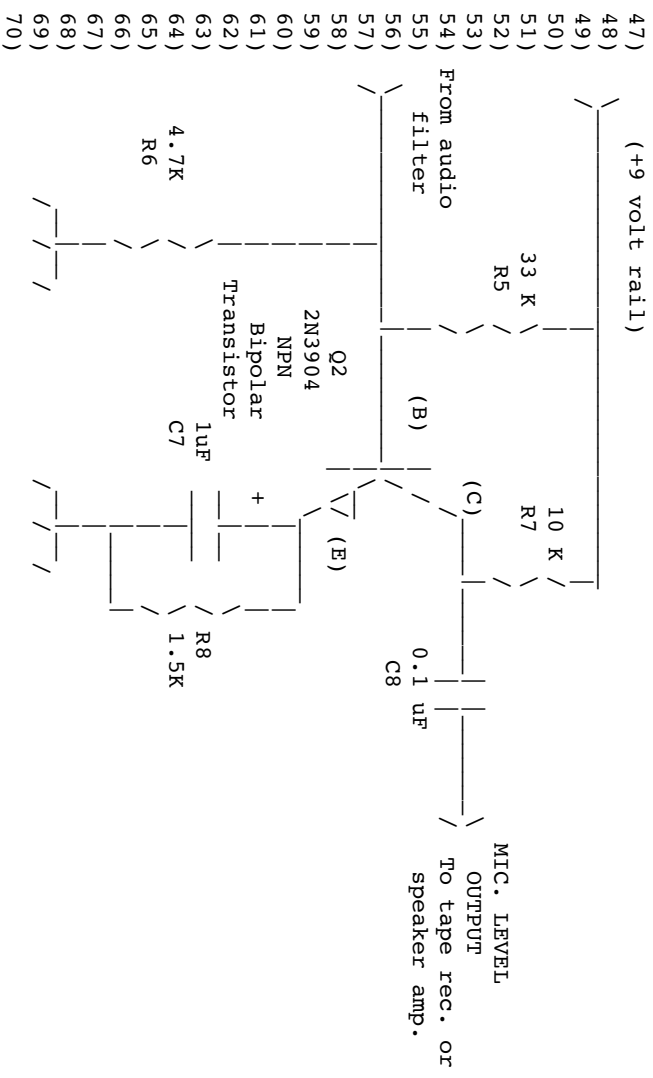 47) (+9 volt rail)
48)
49)
50) 10 K
51) 33 K R7
52) R5 MIC. LEVEL
53) (C) OUTPUT
54) From audio To tape rec. or
55) filter (B) 0.1 uF speaker amp.
56) C8
57)
58) Q2 (E)
59) 2N3904
60) NPN
61) Bipolar +
62) Transistor
63) 1uF R8
64) 4.7K C7 1.5K
65) R6
66)
67)
68)
69)
70)